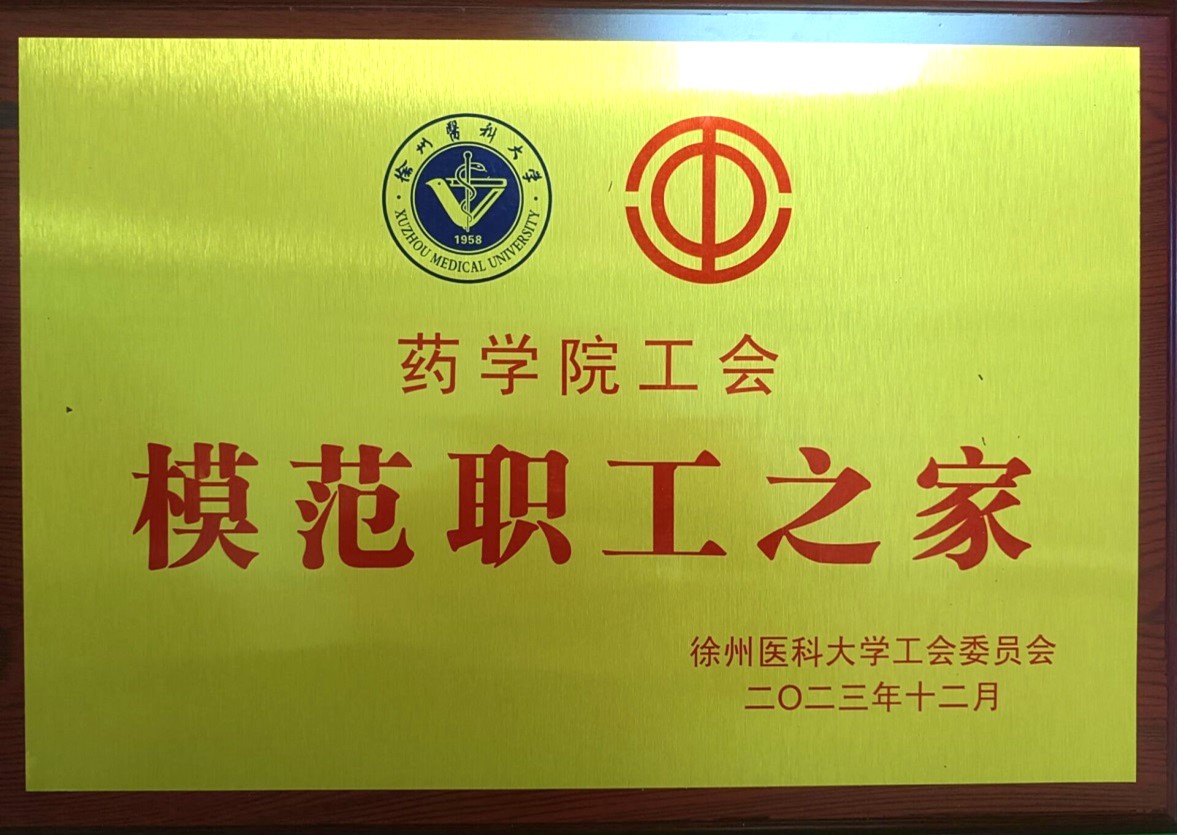 徐州醫科大学
XUZHOU MEDICAL UNIVERSITY
1958
药学院工会
模范职工之家
徐州医科大学工会委员会
二〇二三年十二月